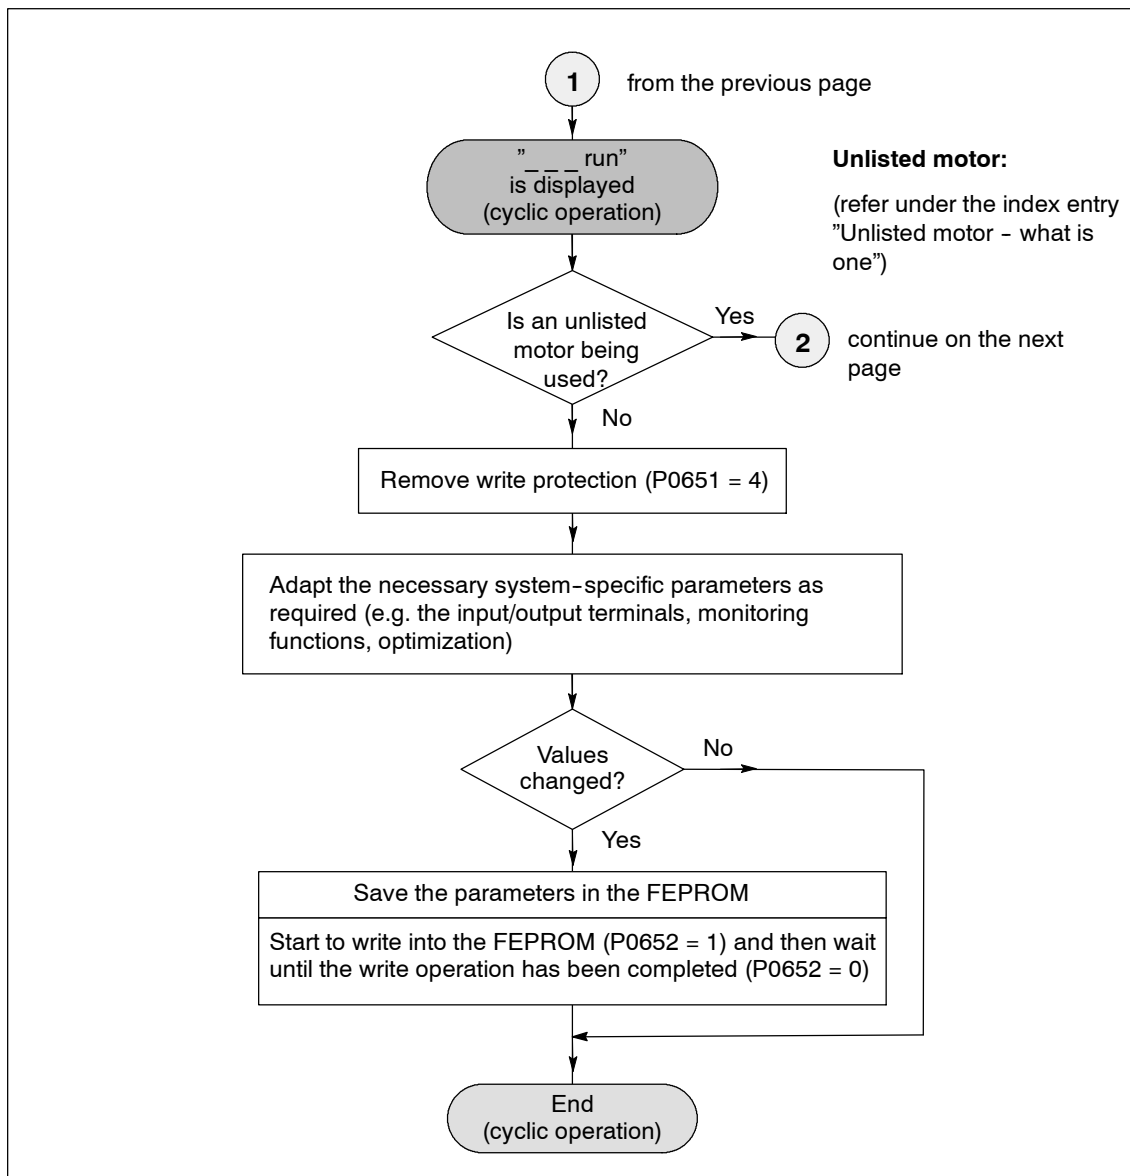 1
from the previous page
”_ _ _ run”
is displayed
(cyclic operation)
Unlisted motor:
(refer under the index entry
”Unlisted motor – what is
one”)
Is an unlisted
motor being
used?
Yes
2
continue on the next
page
No
Remove write protection (P0651 = 4)
Adapt the necessary system–specific parameters as
required (e.g. the input/output terminals, monitoring
functions, optimization)
Values
changed?
No
Yes
Save the parameters in the FEPROM
Start to write into the FEPROM (P0652 = 1) and then wait
until the write operation has been completed (P0652 = 0)
End
(cyclic operation)